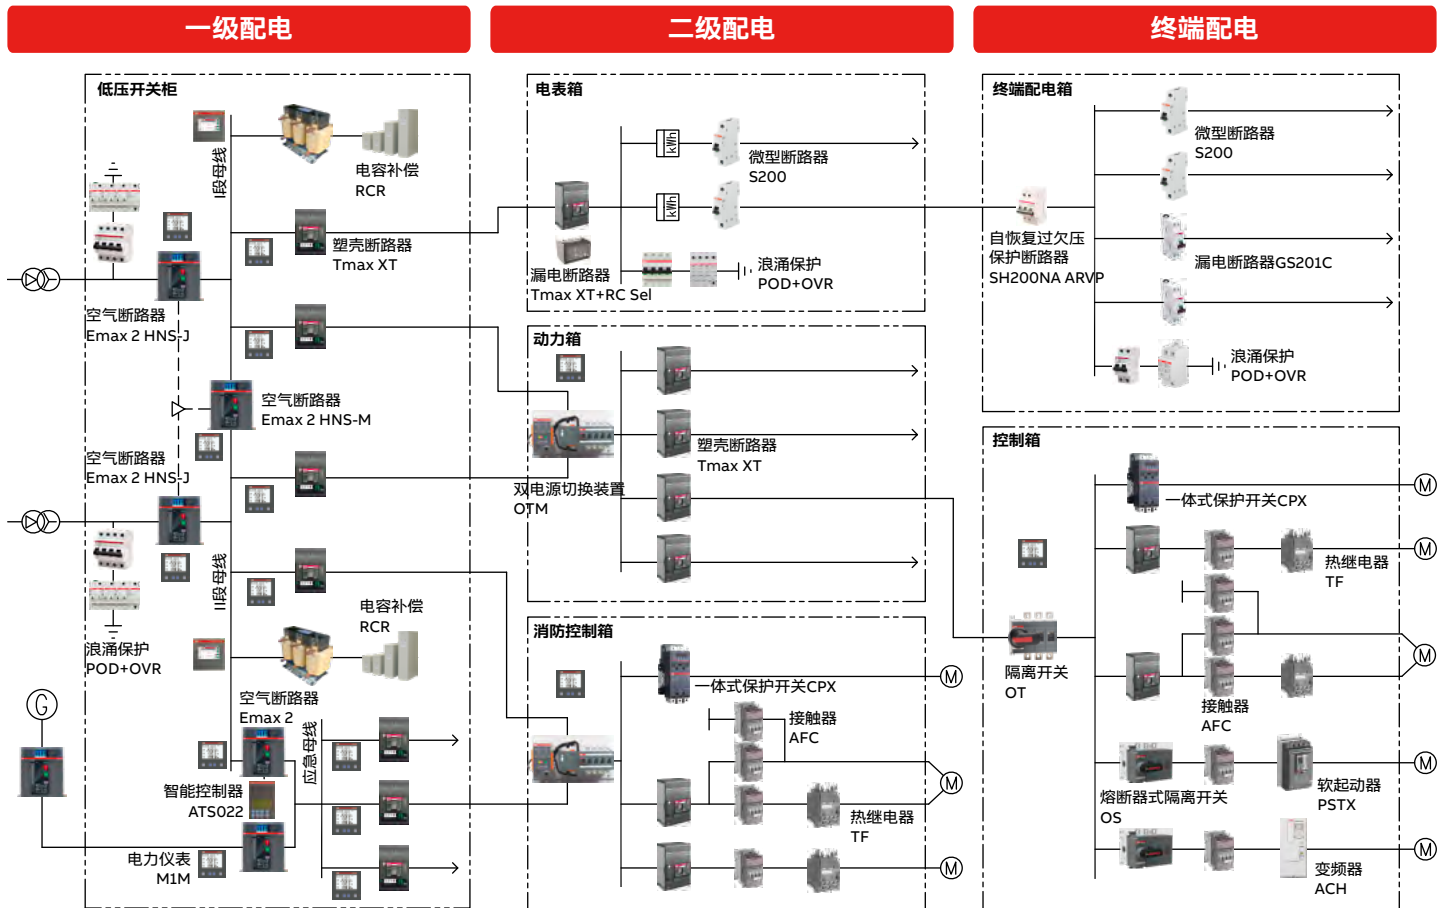 一级配电
二级配电
终端配电
低压开关柜
I段母线
电容补偿
RCR
塑壳断路器
Tmax XT
空气断路器
Emax 2 HNS-J
空气断路器
Emax 2 HNS-M
空气断路器
Emax 2 HNS-J
II段母线
浪涌保护
POD+OVR
电容补偿
RCR
空气断路器
Emax 2
应急母线
智能控制器
ATS022
电力仪表
M1M
G
电表箱
kWh
微型断路器
S200
kWh
漏电断路器
Tmax XT+RC Sel
浪涌保护
POD+OVR
动力箱
塑壳断路器
Tmax XT
双电源切换装置
OTM
消防控制箱
一体式保护开关CPX
M
接触器
AFC
M
热继电器
TF
M
终端配电箱
微型断路器
S200
自恢复过欠压
保护断路器
SH200NA ARVP
漏电断路器GS201C
浪涌保护
POD+OVR
控制箱
M
一体式保护开关CPX
M
热继电器
TF
隔离开关
OT
M
接触器
AFC
M
熔断器式隔离开关
OS
软起动器
PSTX
M
变频器
ACH